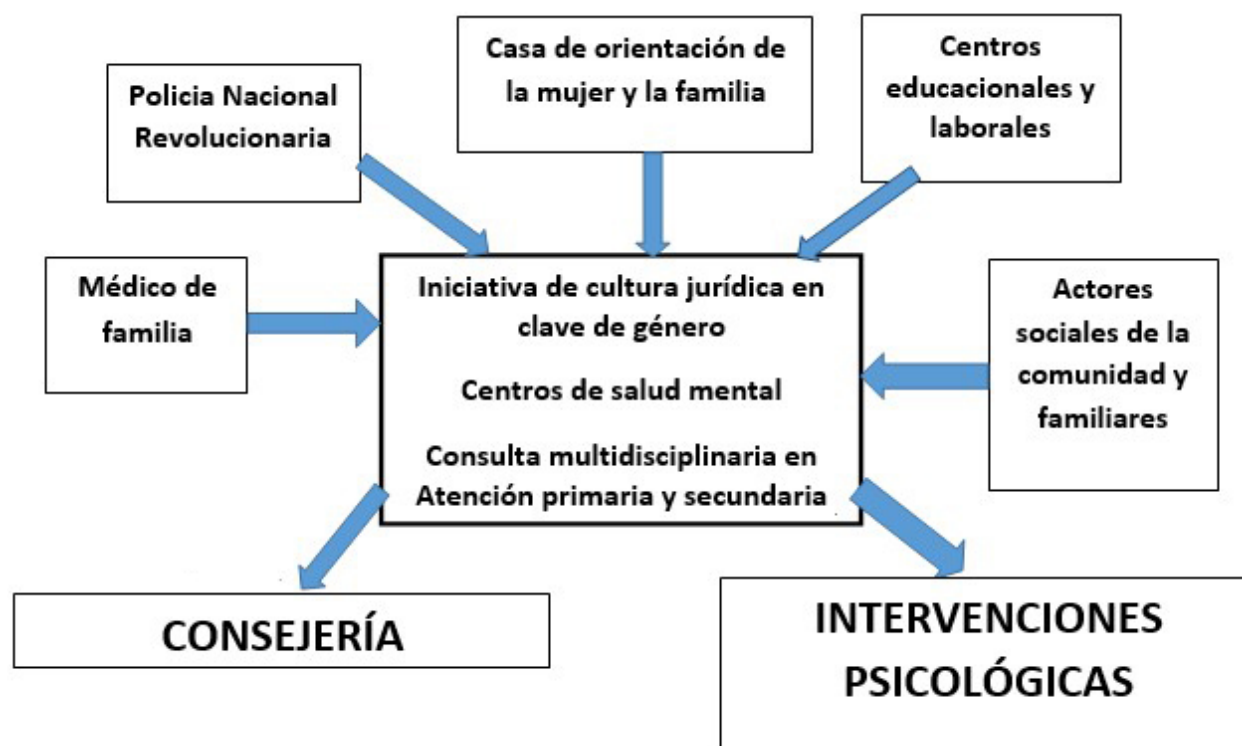 Casa de orientación de
la mujer y la familia
Centros
educacionales y
laborales
Policia Nacional
Revolucionaria
Médico de
familia
Iniciativa de cultura jurídica en
clave de género
Centros de salud mental
Consulta multidisciplinaria en
Atención primaria y secundaria
Actores
sociales de la
comunidad y
familiares
CONSEJERÍA
INTERVENCIONES
PSICOLÓGICAS